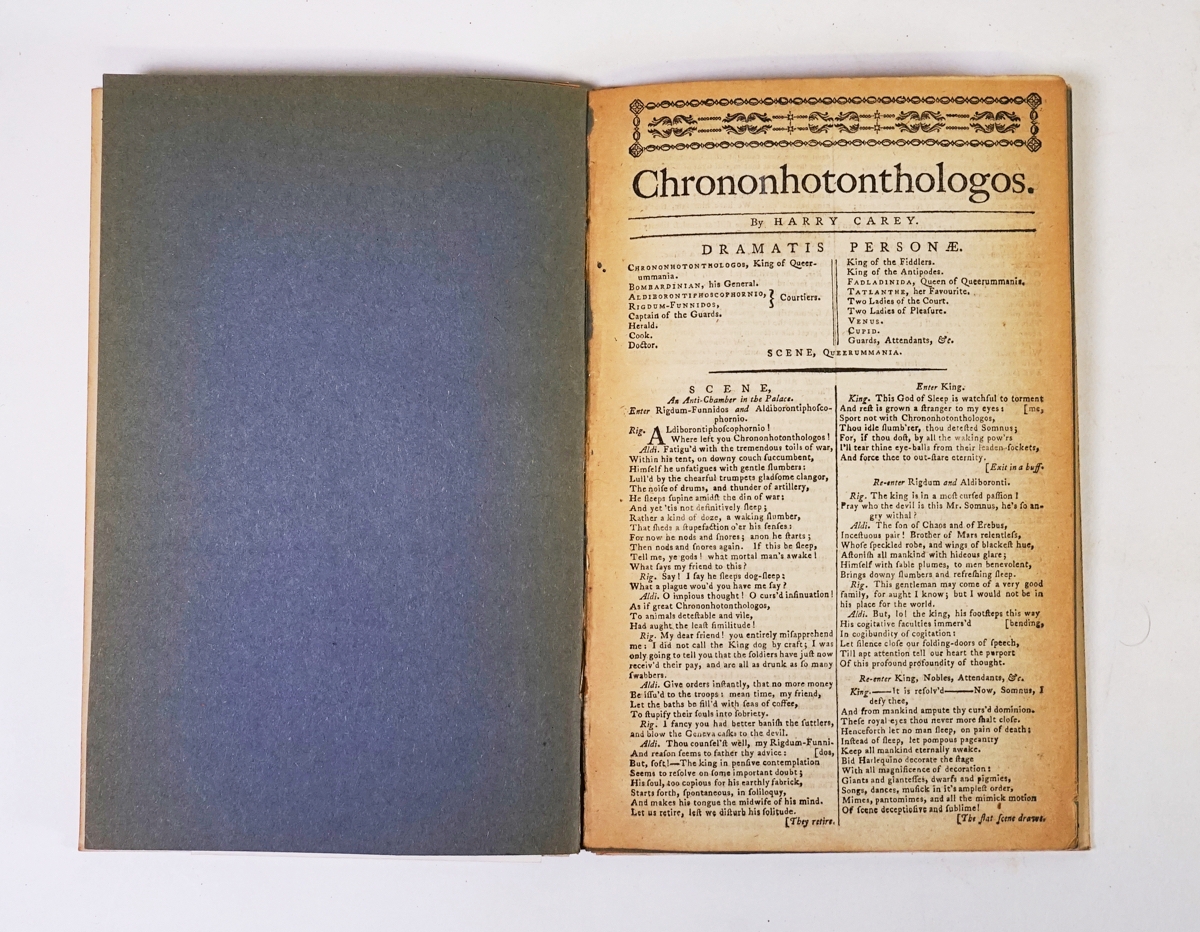 Chrononhotonthologos.
By HARRY CAREY.
DRAMATIS PERSONÆ.
CHRONONHOTONTHOLOGOS, King of Queer-
ummania.
BOMBARDINIAN, his General.
ALDIBORONTIPHOSCOPHORNIO, } Courtiers.
RIGDUM-FUNNIDOS,
Captain of the Guards.
Herald.
Cook.
Doctor.
King of the Fiddlers.
King of the Antipodes.
FADLADINIDA, Queen of Queerummania.
TATLANTHE, her Favourite.
Two Ladies of the Court.
Two Ladies of Pleaſure.
VENUS.
CUPID.
Guards, Attendants, &c.
SCENE, QUEERUMMANIA.
SCENE,
An Anti-Chamber in the Palace.
Enter Rigdum-Funnidos and Aldiborontiphoſco-
phornio.
Rig. Aldiborontiphoſcophornio!
Where left you Chrononhotonthologos!
Aldi. Fatigu'd with the tremendous toils of war,
Within his tent, on downy couch ſuccumbent,
Himſelf he unfatigues with gentle ſlumbers:
Lull'd by the chearful trumpets gladſome clangor,
The noiſe of drums, and thunder of artillery,
He ſleeps ſupine amidſt the din of war:
And yet 'tis not definitively ſleep;
Rather a kind of doze, a waking ſlumber,
That ſheds a ſtupefaction o'er his ſenſes:
For now he nods and ſnores; anon he ſtarts;
Then nods and ſnores again. If this be ſleep,
Tell me, ye gods! what mortal man's awake!
What ſays my friend to this?
Rig. Say! I ſay he ſleeps dog-ſleep:
What a plague wou'd you have me ſay?
Aldi. O impious thought! O curs'd inſinuation!
As if great Chrononhotonthologos,
To animals deteſtable and vile,
Had aught the leaſt ſimilitude!
Rig. My dear friend! you entirely miſapprehend
me: I did not call the King dog by craft; I was
only going to tell you that the ſoldiers have juſt now
receiv'd their pay, and are all as drunk as ſo many
ſwabbers.
Aldi. Give orders inſtantly, that no more money
Be iſſu'd to the troops: mean time, my friend,
Let the baths be fill'd with ſeas of coffee,
To ſtupify their ſouls into ſobriety.
Rig. I fancy you had better baniſh the ſuttlers,
and blow the Geneva caſks to the devil.
Aldi. Thou counſel'ſt well, my Rigdum-Funni-
And reaſon ſeems to father thy advice: [dos,
But, ſoft!—The king in penſive contemplation
Seems to reſolve on ſome important doubt;
His ſoul, too copious for his earthly fabrick,
Starts forth, ſpontaneous, in ſoliloquy,
And makes his tongue the midwife of his mind.
Let us retire, leſt we diſturb his ſolitude.
[They retire.
Enter King.
King. This God of Sleep is watchful to torment
And reſt is grown a ſtranger to my eyes: [me,
Sport not with Chrononhotonthologos,
Thou idle ſlumb'rer, thou deteſted Somnus;
For, if thou doſt, by all the waking pow'rs
I'll tear thine eye-balls from their leaden-ſockets,
And force thee to out-ſtare eternity.
[Exit in a huff.
Re-enter Rigdum and Aldiboronti.
Rig. The king is in a moſt curſed paſſion!
Pray who the devil is this Mr. Somnus, he's ſo an-
gry withal?
Aldi. The ſon of Chaos and of Erebus,
Inceſtuous pair! Brother of Mars relentleſs,
Whoſe ſpeckled robe, and wings of blackeſt hue,
Aſtoniſh all mankind with hideous glare;
Himſelf with ſable plumes, to men benevolent,
Brings downy ſlumbers and refreſhing ſleep.
Rig. This gentleman may come of a very good
family, for aught I know; but I would not be in
his place for the world.
Aldi. But, lo! the king, his footſteps this way
His cogitative faculties immers'd [bending,
In cogibundity of cogitation:
Let ſilence cloſe our folding-doors of ſpeech,
Till apt attention tell our heart the purport
Of this profound profoundity of thought.
Re-enter King, Nobles, Attendants, &c.
King.—It is reſolv'd—Now, Somnus, I
defy thee,
And from mankind ampute thy curs'd dominion.
Theſe royal eyes thou never more ſhalt cloſe.
Henceforth let no man ſleep, on pain of death:
Inſtead of ſleep, let pompous pageantry
Keep all mankind eternally awake.
Bid Harlequino decorate the ſtage
With all magnificence of decoration:
Giants and gianteſſes, dwarfs and pigmies,
Songs, dances, muſick in it's ampleſt order,
Mimes, pantomimes, and all the mimick motion
Of ſcene deceptioſive and ſublime!
[The flat ſcene draws.